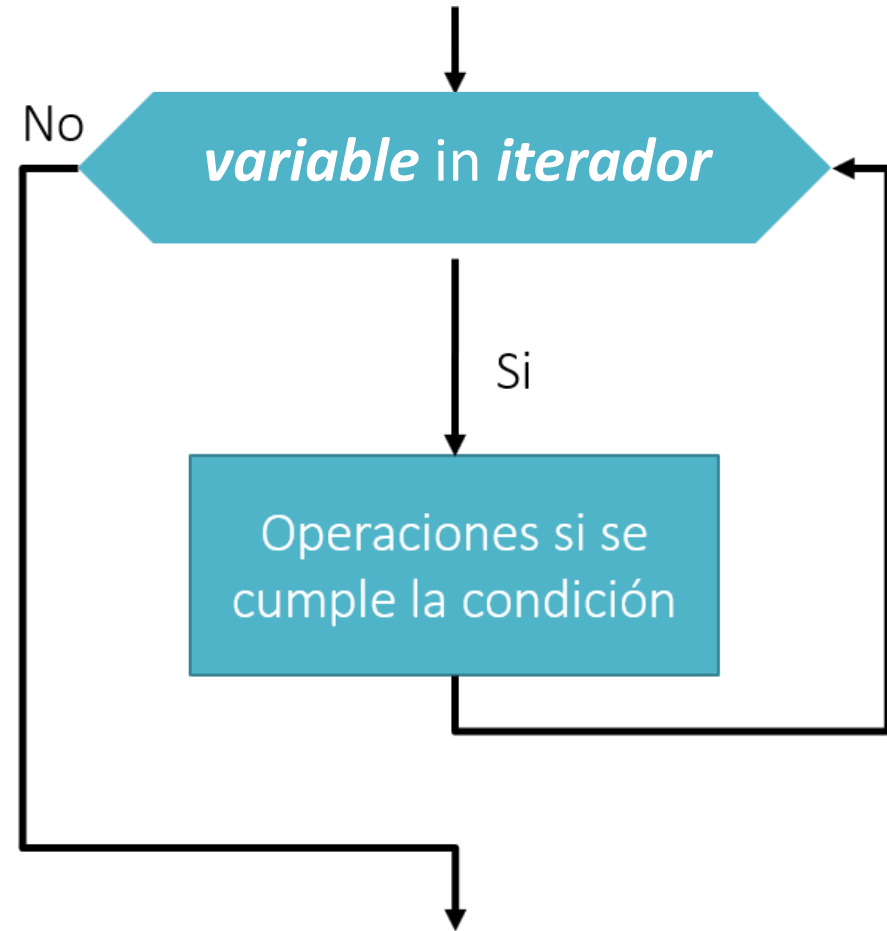 No
variable in iterador
Si
Operaciones si se
cumple la condición